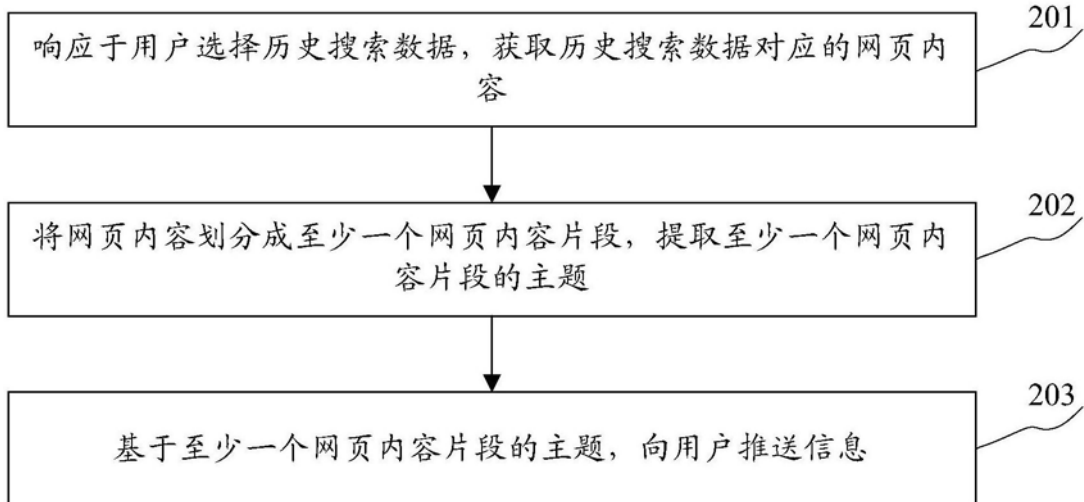 201
响应于用户选择历史搜索数据，获取历史搜索数据对应的网页内
容
202
将网页内容划分成至少一个网页内容片段，提取至少一个网页内
容片段的主题
203
基于至少一个网页内容片段的主题，向用户推送信息